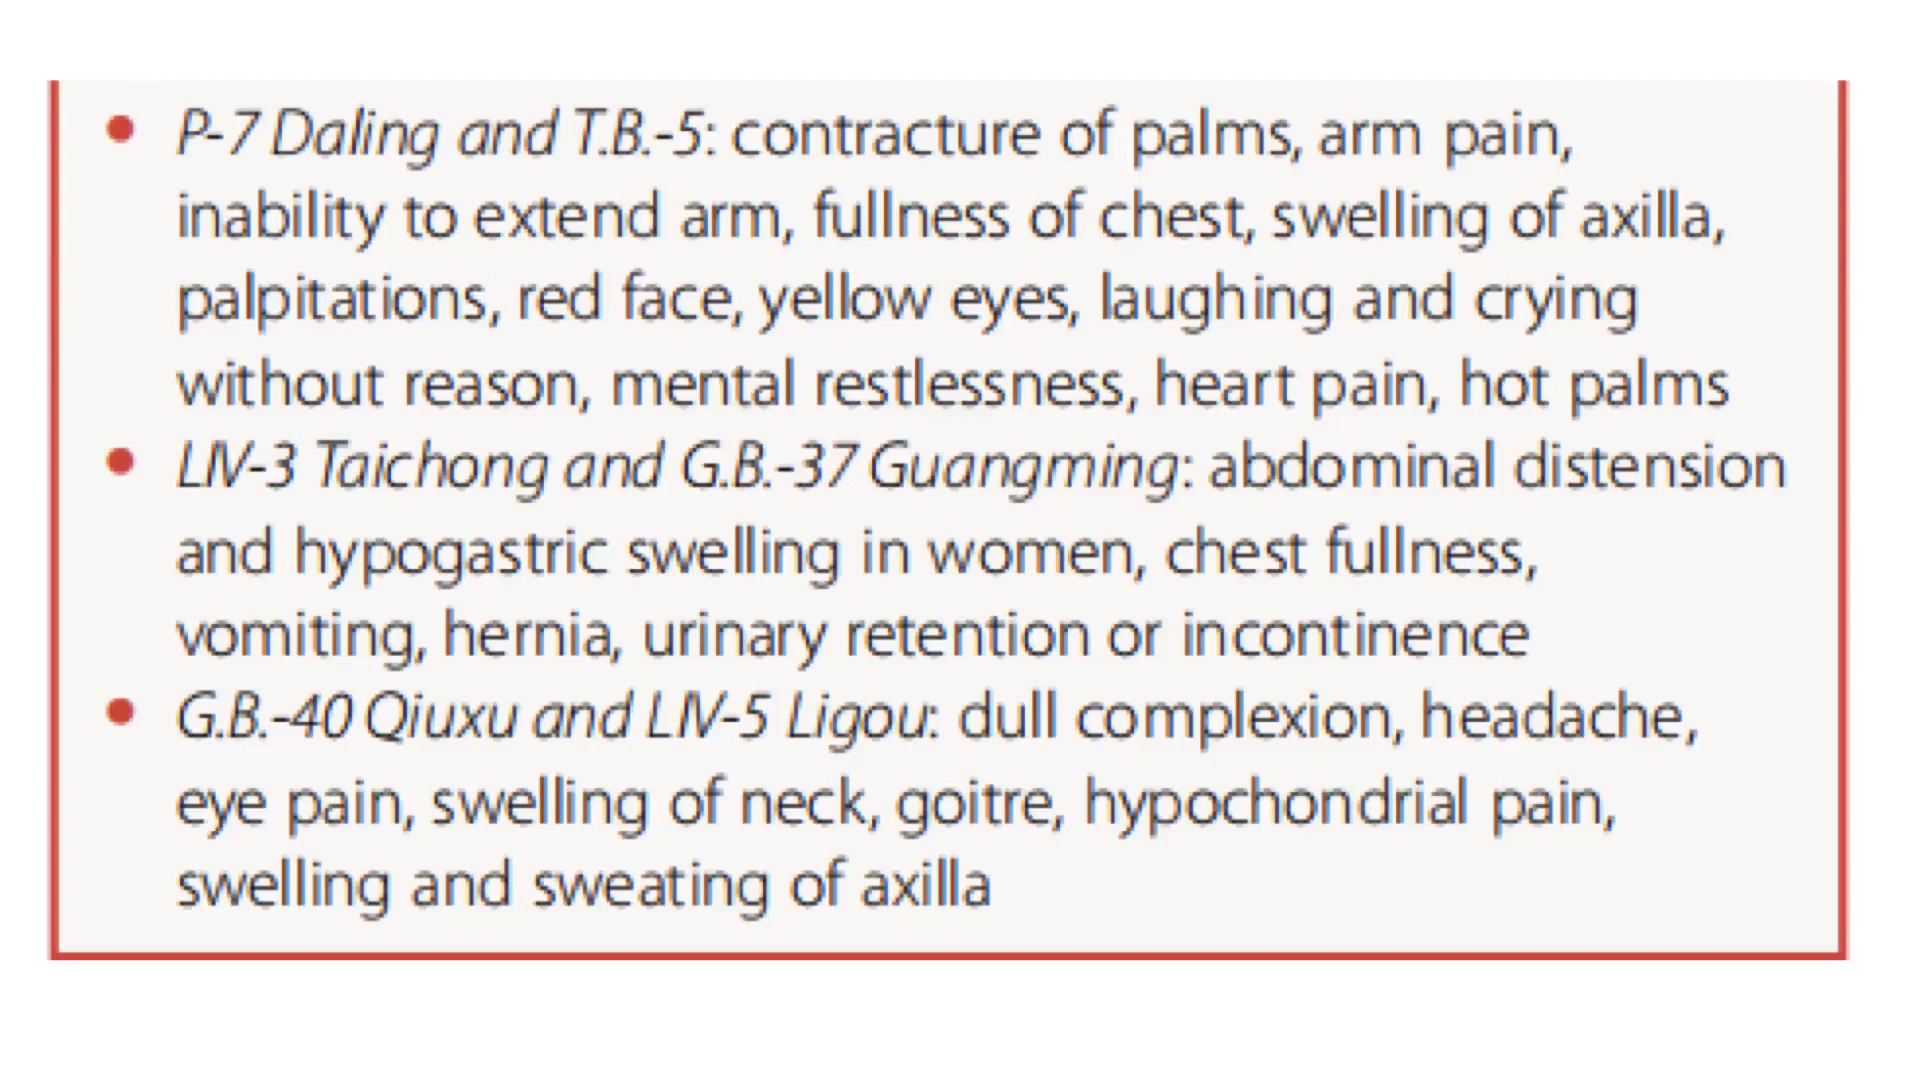 • P-7 Daling and T.B.-5: contracture of palms, arm pain,
inability to extend arm, fullness of chest, swelling of axilla,
palpitations, red face, yellow eyes, laughing and crying
without reason, mental restlessness, heart pain, hot palms
• LIV-3 Taichong and G.B.-37 Guangming: abdominal distension
and hypogastric swelling in women, chest fullness,
vomiting, hernia, urinary retention or incontinence
• G.B.-40 Qiuxu and LIV-5 Ligou: dull complexion, headache,
eye pain, swelling of neck, goitre, hypochondrial pain,
swelling and sweating of axilla